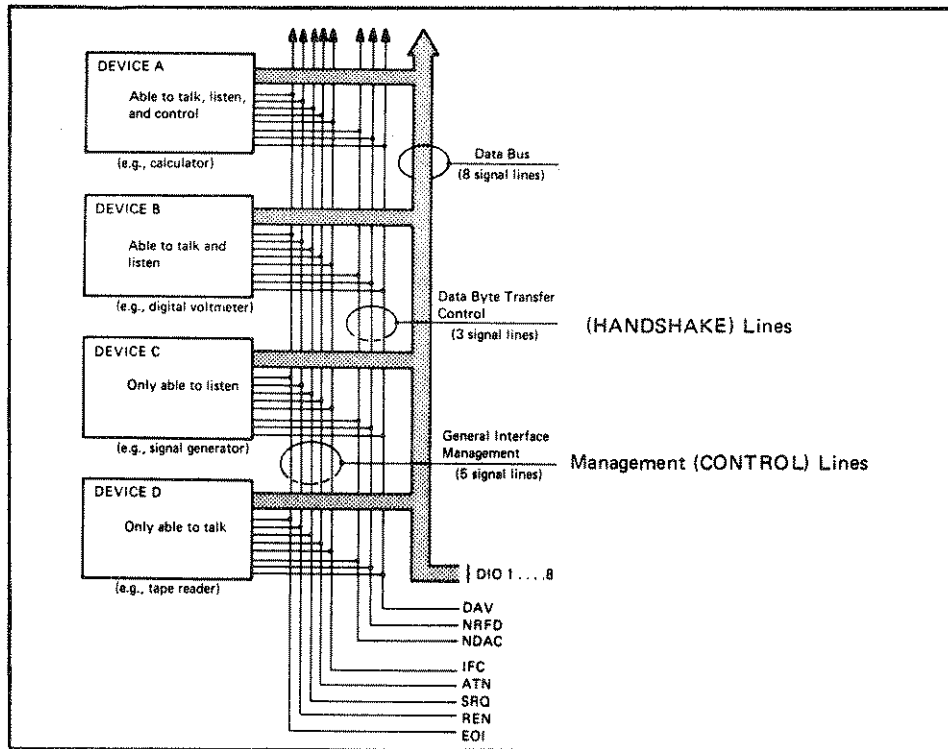 DEVICE A
Able to talk, listen,
and control
(e.g., calculator)
Data Bus
(8 signal lines)
DEVICE B
Able to talk and
listen
(e.g., digital voltmeter)
Data Byte Transfer
Control
(3 signal lines)
(HANDSHAKE) Lines
DEVICE C
Only able to listen
(e.g., signal generator)
General Interface
Management
(5 signal lines)
Management (CONTROL) Lines
DEVICE D
Only able to talk
(e.g., tape reader)
DIO 1 . . . . 8
DAV
NRFD
NDAC
IFC
ATN
SRQ
REN
EOI